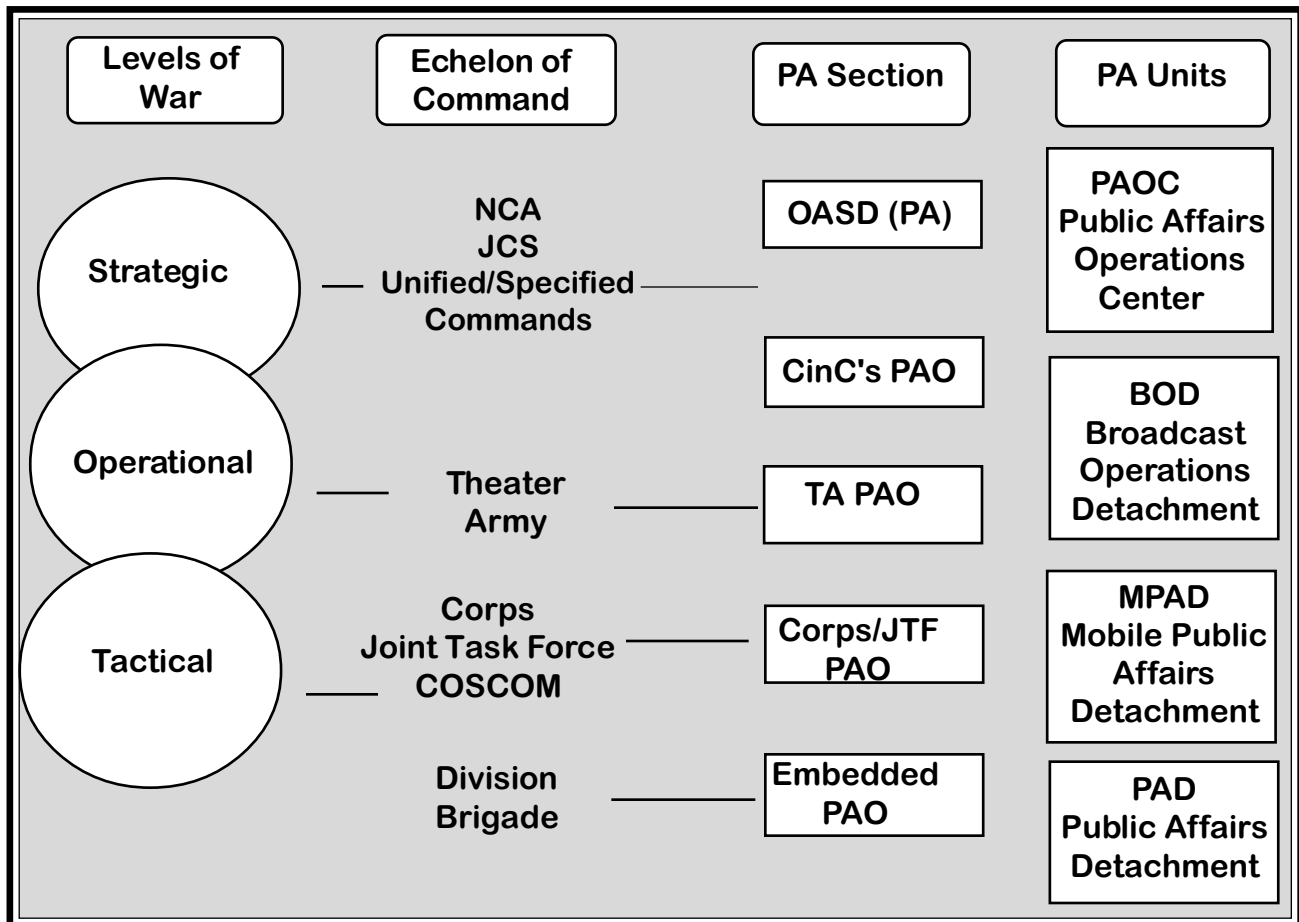 Levels of
War
Echelon of
Command
PA Section
PA Units
Strategic
NCA
JCS
Unified/Specified
Commands
OASD (PA)
CinC's PAO
PAOC
Public Affairs
Operations
Center
Operational
Theater
Army
TA PAO
BOD
Broadcast
Operations
Detachment
Tactical
Corps
Joint Task Force
COSCOM
Corps/JTF
PAO
MPAD
Mobile Public
Affairs
Detachment
Division
Brigade
Embedded
PAO
PAD
Public Affairs
Detachment